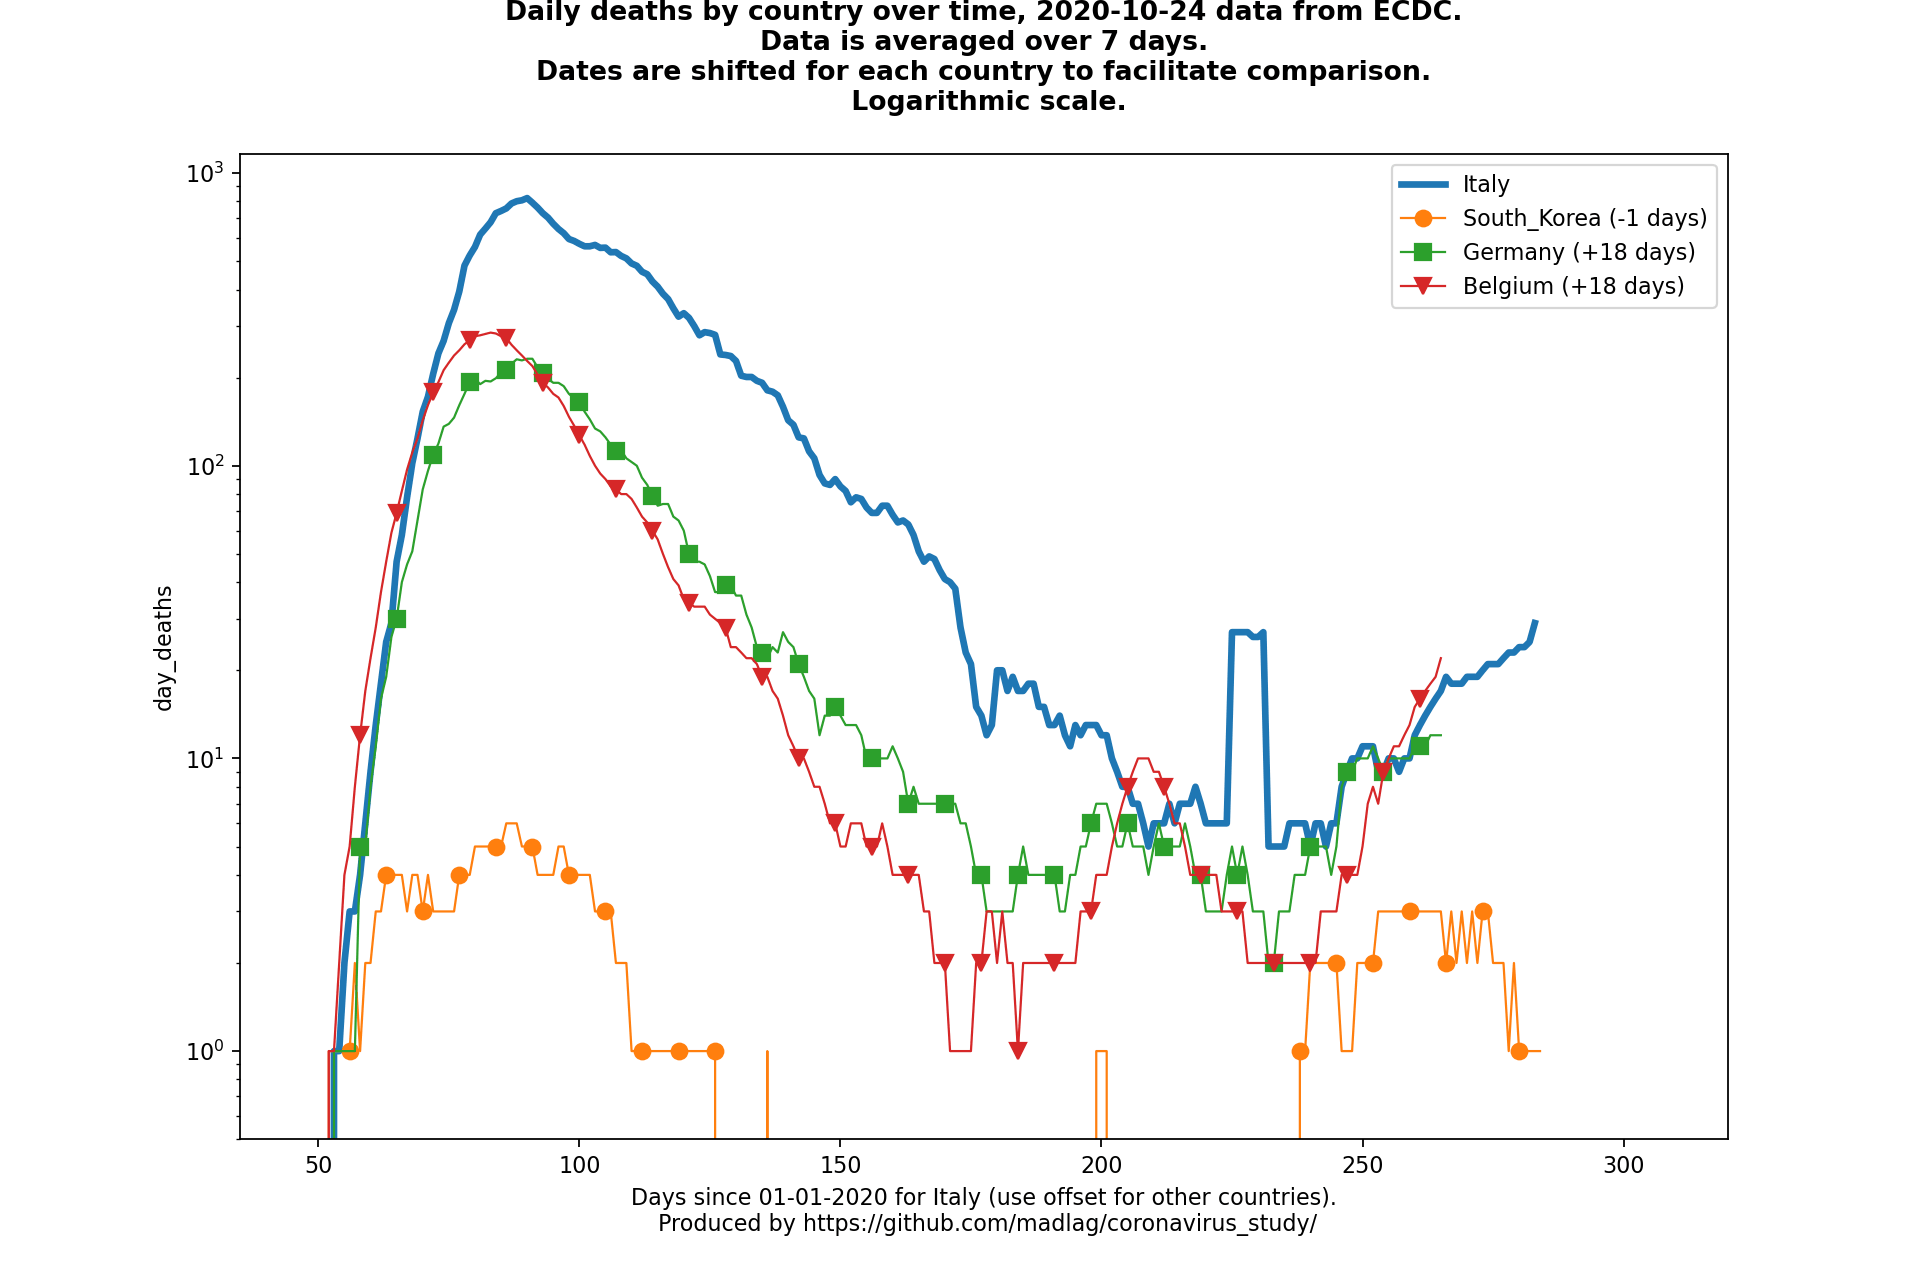 Daily deaths by country over time, 2020-10-24 data from ECDC.
Data is averaged over 7 days.
Dates are shifted for each country to facilitate comparison.
Logarithmic scale.
10³
10²
10¹
10⁰
day_deaths
Italy
South_Korea (-1 days)
Germany (+18 days)
Belgium (+18 days)
50 100 150 200 250 300
Days since 01-01-2020 for Italy (use offset for other countries).
Produced by https://github.com/madlag/coronavirus_study/